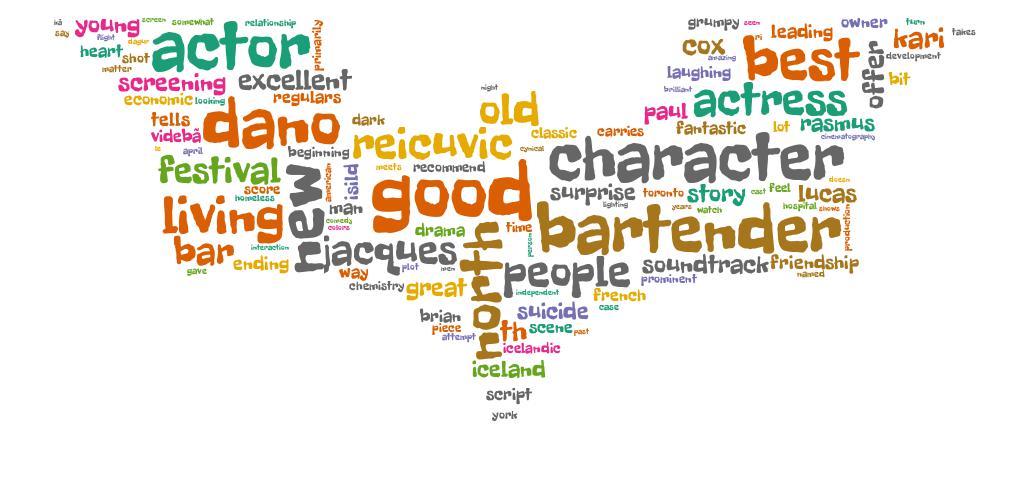 kă
say
young
screen
somewhat
relationship
flight
dagur
actor
primarily
heart
shot
matter
screening
excellent
economic
looking
regulars
tells
videbã
dano
dark
le
april
beginning
festival
score
homeless
new
american
isild
man
comedy
colors
living
bar
interaction
gave
ending
jacques
way
plot
men
chemistry
great
night
old
reicuvic
classic
cynical
meets
recommend
good
drama
time
north
person
carries
grumpy
seen
ri
leading
owner
turn
takes
cox
amazing
best
offer
kari
development
laughing
brilliant
bit
paul
actress
fantastic
lot
rasmus
cinematography
character
doesn
surprise
lighting
toronto
years
story
watch
cast
feel
lucas
hospital
shows
production
bartender
people
soundtrack
friendship
named
prominent
independent
french
case
suicide
brian
piece
attempt
th
scene
past
icelandic
iceland
script
york